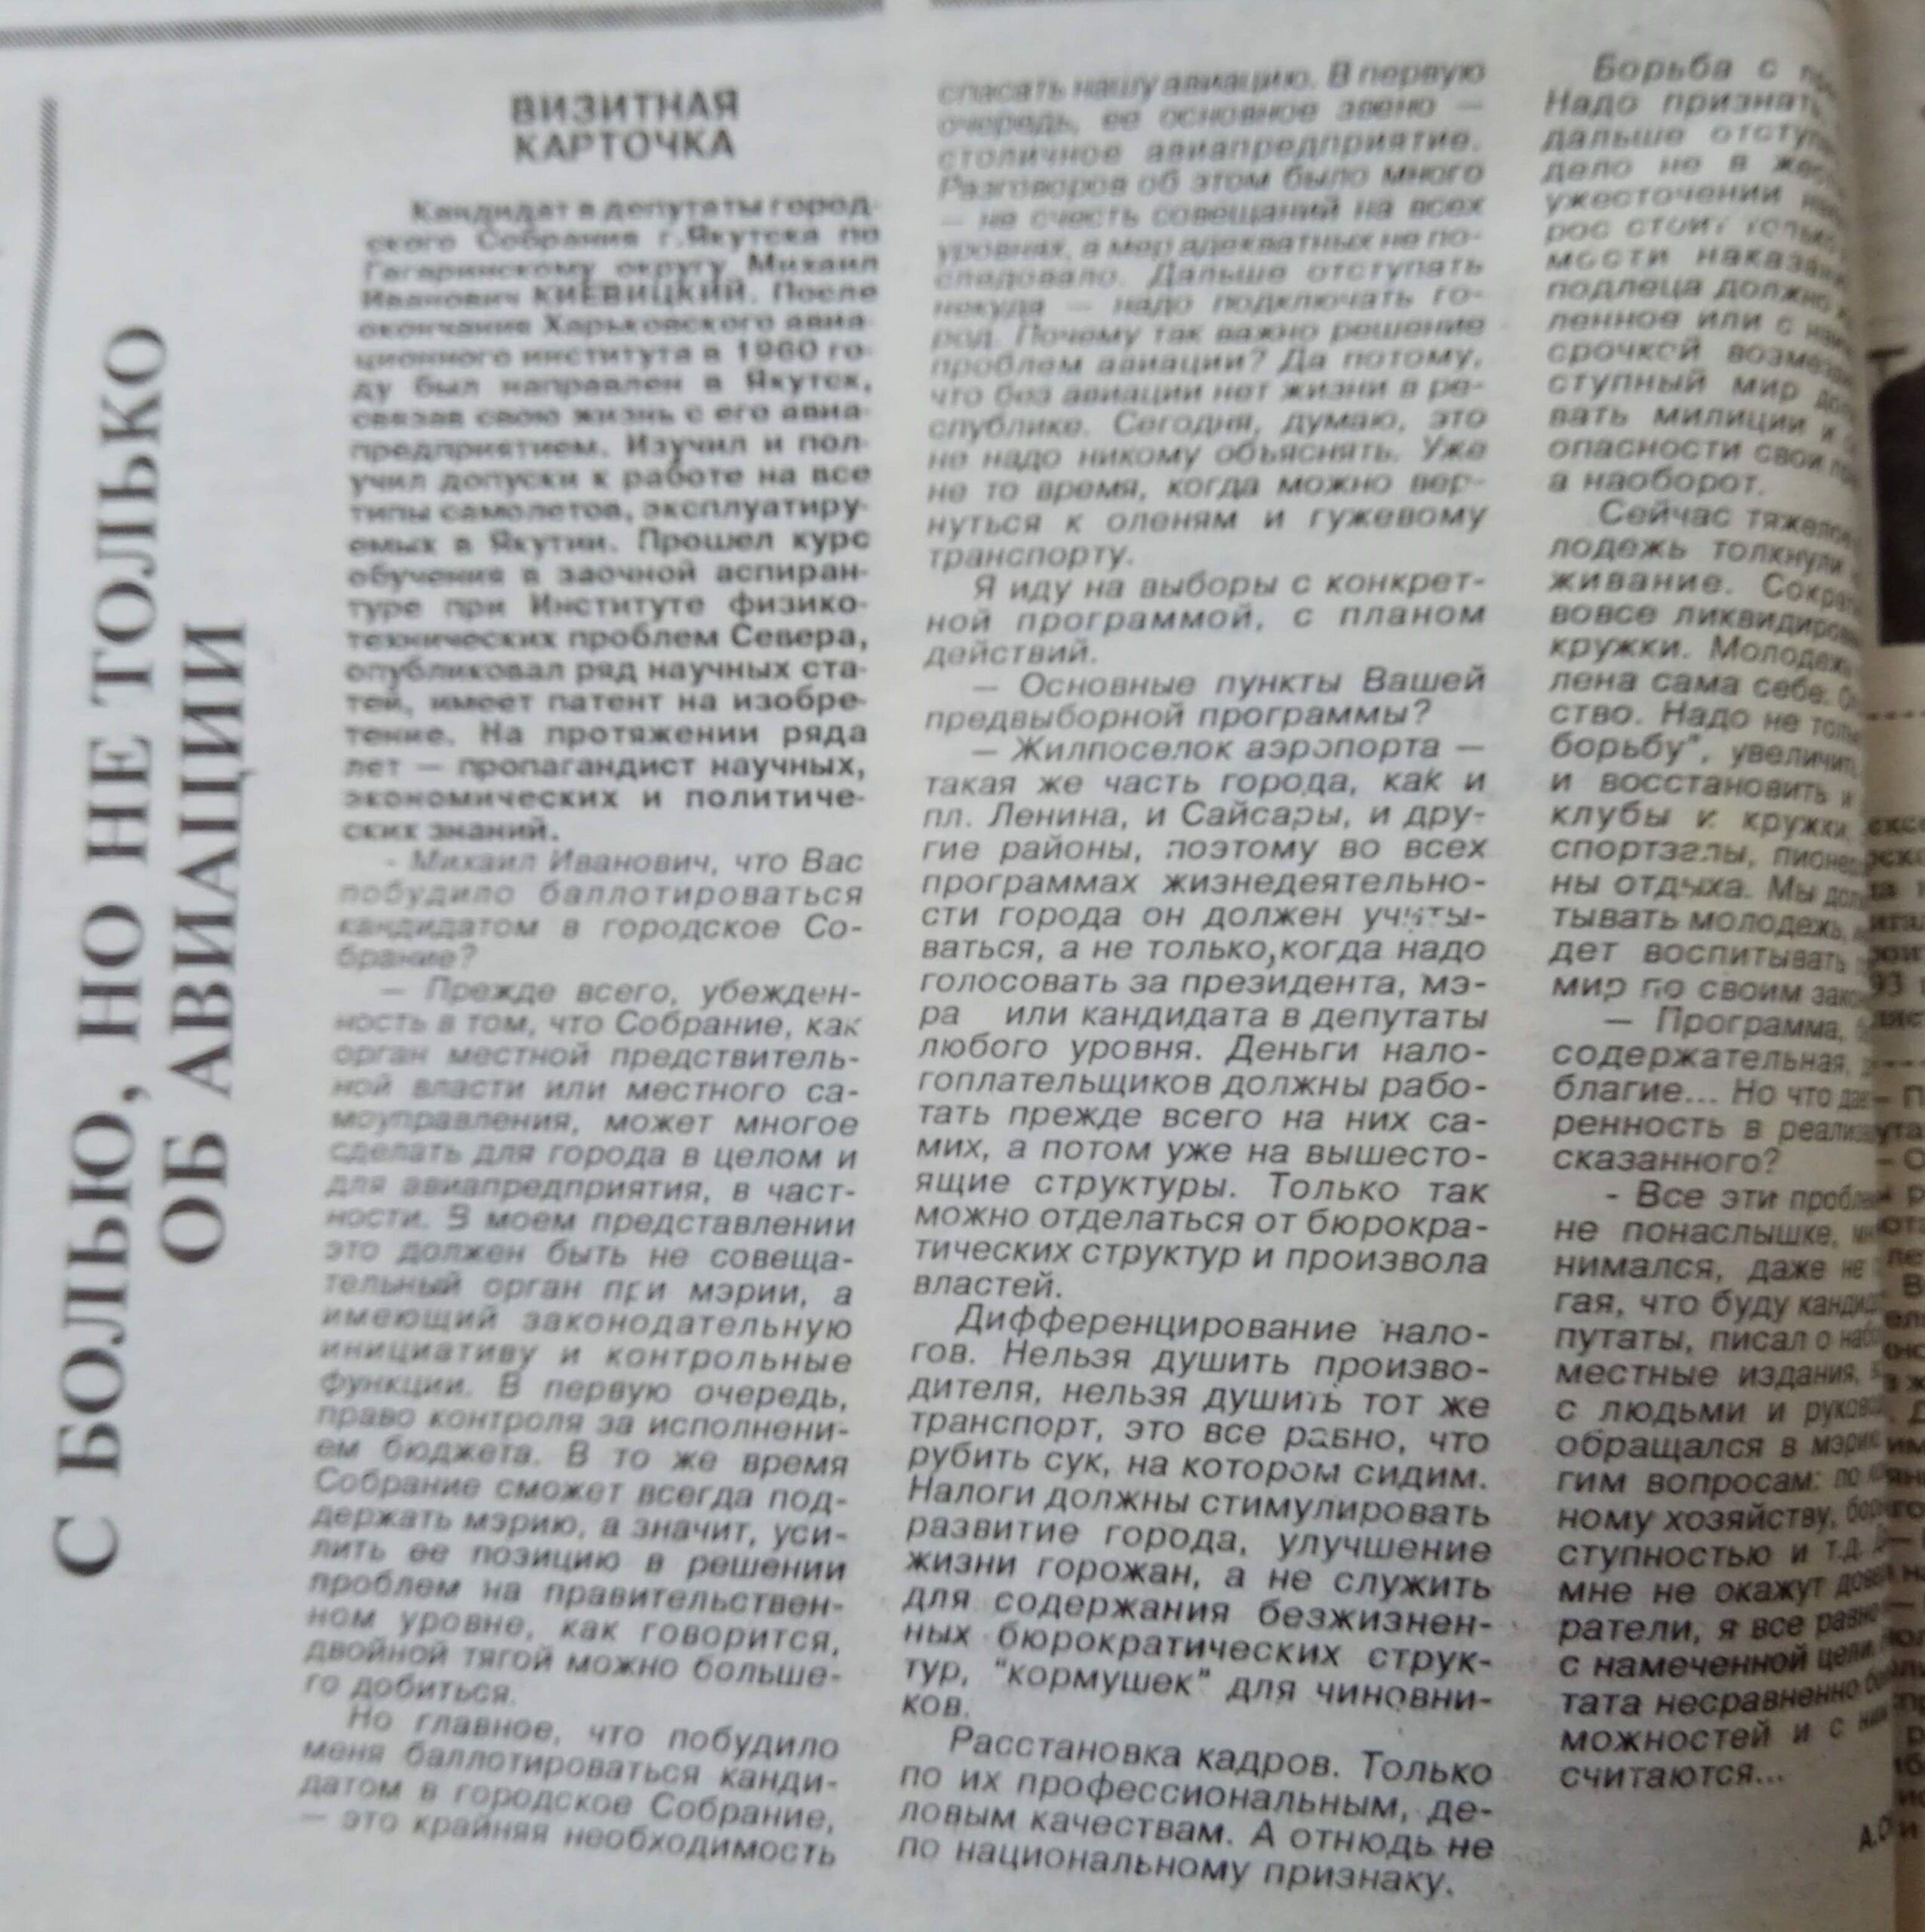 С БОЛЬЮ, НО НЕ ТОЛЬКО
ОБ АВИАЦИИ
ВИЗИТНАЯ
КАРТОЧКА
Кандидат в депутаты город-
ского Собрания г.Якутска по
Гагаринскому округу Михаил
Иванович КИЕВИЦКИЙ. После
окончания Харьковского авиа-
ционного института в 1960 го-
ду был направлен в Якутск,
связав свою жизнь с его авиа-
предприятием. Изучил и пол-
учил допуски к работе на все
типы самолетов, эксплуатиру-
емых в Якутии. Прошел курс
обучения в заочной аспиран-
туре при Институте физико-
технических проблем Севера,
опубликовал ряд научных ста-
тей, имеет патент на изобре-
тение. На протяжении ряда
лет — пропагандист научных,
экономических и политиче-
ских знаний.
- Михаил Иванович, что Вас
побудило баллотироваться
кандидатом в городское Со-
брание?
— Прежде всего, убежден-
ность в том, что Собрание, как
орган местной предствитель-
ной власти или местного са-
моуправления, может многое
сделать для города в целом и
для авиапредприятия, в част-
ности. В моем представлении
это должен быть не совеща-
тельный орган при мэрии, а
имеющий законодательную
инициативу и контрольные
функции. В первую очередь,
право контроля за исполнени-
ем бюджета. В то же время
Собрание сможет всегда под-
держать мэрию, а значит, уси-
лить ее позицию в решении
проблем на правительствен-
ном уровне, как говорится,
двойной тягой можно больше-
го добиться.
Но главное, что побудило
меня баллотироваться канди-
датом в городское Собрание,
— это крайняя необходимость
спасать нашу авиацию. В первую
очередь, ее основное звено —
столичное авиапредприятие.
Разговоров об этом было много
— не счесть совещаний на всех
уровнях, а мер адекватных не по-
следовало. Дальше отступать
некуда — надо подключать го-
род. Почему так важно решение
проблем авиации? Да потому,
что без авиации нет жизни в ре-
спублике. Сегодня, думаю, это
не надо никому объяснять. Уже
не то время, когда можно вер-
нуться к оленям и гужевому
транспорту.
Я иду на выборы с конкрет-
ной программой, с планом
действий.
— Основные пункты Вашей
предвыборной программы?
— Жилпоселок аэропорта —
такая же часть города, как и
пл. Ленина, и Сайсары, и дру-
гие районы, поэтому во всех
программах жизнедеятельно-
сти города он должен учиты-
ваться, а не только,когда надо
голосовать за президента, мэ-
ра или кандидата в депутаты
любого уровня. Деньги нало-
гоплательщиков должны рабо-
тать прежде всего на них са-
мих, а потом уже на вышесто-
ящие структуры. Только так
можно отделаться от бюрокра-
тических структур и произвола
властей.
Дифференцирование нало-
гов. Нельзя душить произво-
дителя, нельзя душить тот же
транспорт, это все равно, что
рубить сук, на котором сидим.
Налоги должны стимулировать
развитие города, улучшение
жизни горожан, а не служить
для содержания безжизнен-
ных бюрократических струк-
тур, "кормушек" для чиновни-
ков.
Расстановка кадров. Только
по их профессиональным, де-
ловым качествам. А отнюдь не
по национальному признаку.
Борьба с
Надо признать
дальше
дело не в
ужесточении
рос стоит только
мости
подлеца должно
ленное или с
срочкой
ступный мир
вать милиции и
опасности свои
а наоборот.
Сейчас тяжелое
лодежь толкнули
живание.
вовсе
кружки. Молодежь
лена сама себе.
ство. Надо не только
борьбу", увеличить
и восстановить и
клубы и кружки,
спортзалы,
ны отдыха. Мы
тывать молодежь,
дет воспитывать
мир по своим
— Программа,
содержательная,
благие... Но что
ренность в
сказанного?
- Все эти
не понаслышке,
нимался, даже не
гая, что буду
путаты, писал о
местные издания,
с людьми и
обращался в мэрию
гим вопросам: по
ному хозяйству,
ступностью и т.д.
мне не окажут
ратели, я все равно
с намеченной цели
тата несравненно
можностей и с
считаются...